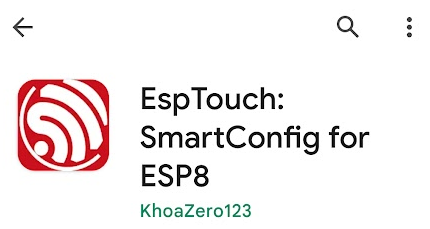 EspTouch:
SmartConfig for
ESP8
KhoaZero123